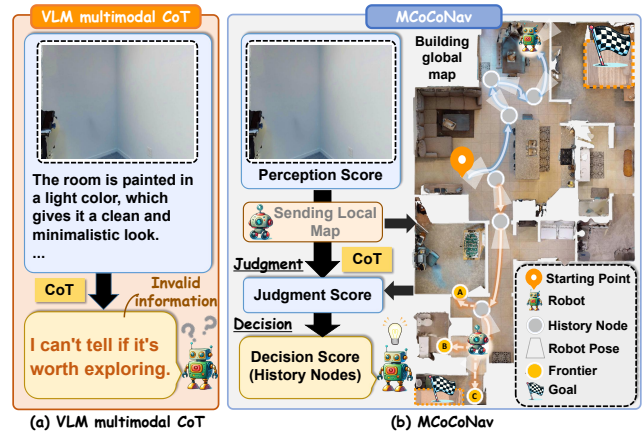 VLM multimodal CoT
The room is painted in
a light color, which
gives it a clean and
minimalistic look.
...
CoT
Invalid
information
I can't tell if it's
worth exploring.
? ? ?
(a) VLM multimodal CoT
MCoCoNav
Perception Score
Sending Local
Map
Judgment
CoT
Judgment Score
Decision
Decision Score
(History Nodes)
Building
global
map
A
B
C
Starting Point
Robot
History Node
Robot Pose
Frontier
Goal
(b) MCoCoNav